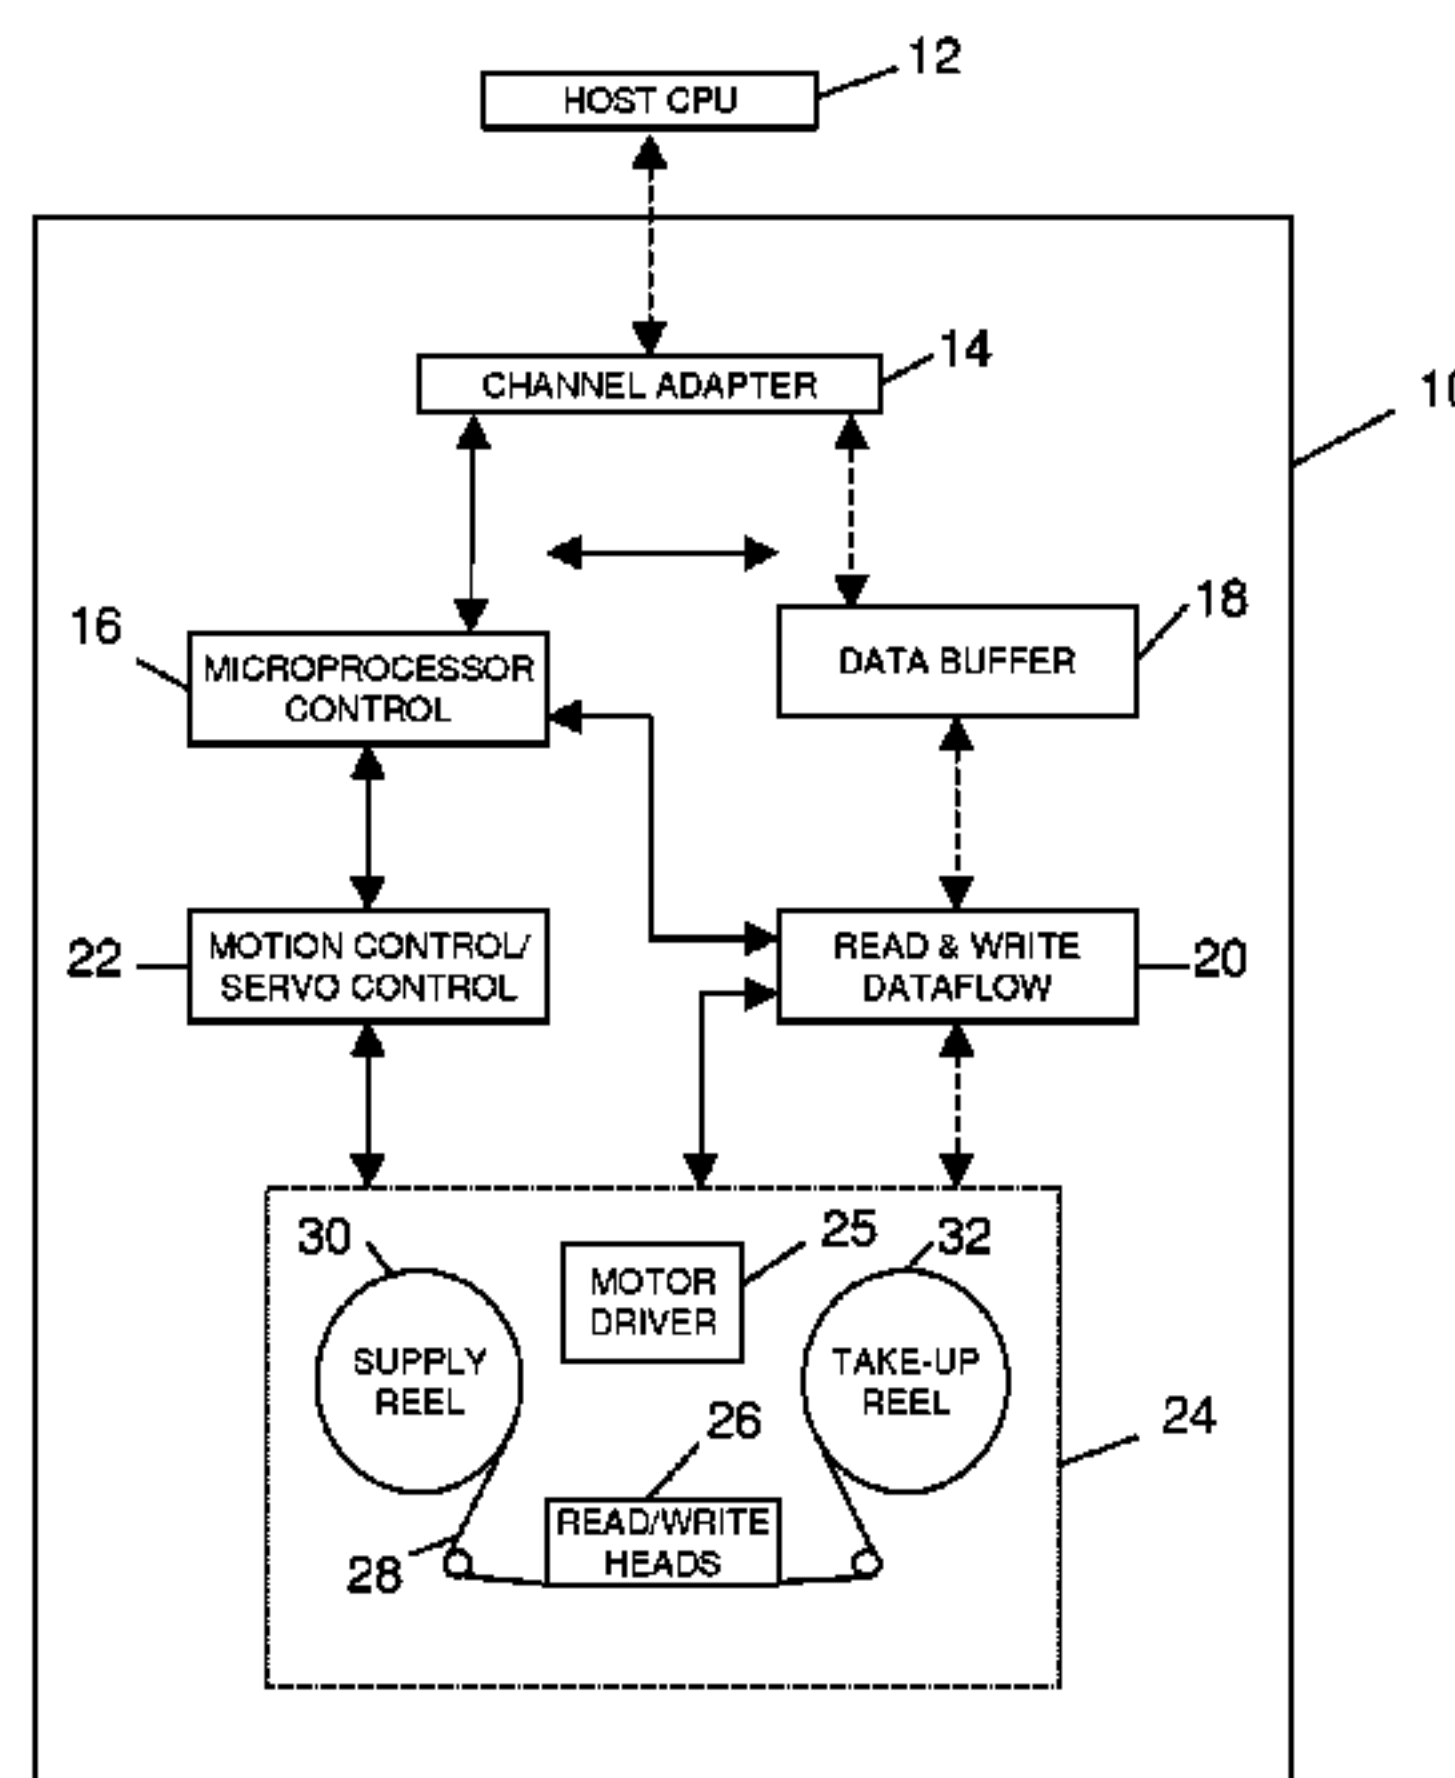 12
HOST CPU
14
CHANNEL ADAPTER
10
16
18
MICROPROCESSOR
CONTROL
DATA BUFFER
22
MOTION CONTROL/
SERVO CONTROL
READ & WRITE
DATAFLOW
20
30
25
32
MOTOR
DRIVER
SUPPLY
REEL
TAKE-UP
REEL
26
24
READ/WRITE
HEADS
28